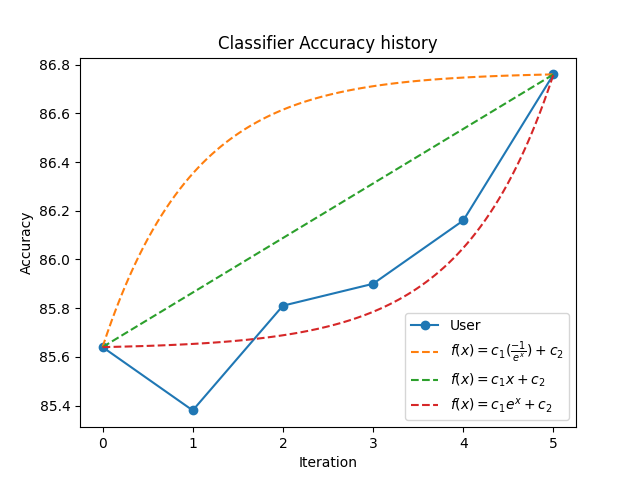 Classifier Accuracy history
86.8
86.6
86.4
86.2
86.0
85.8
85.6
85.4
Accuracy
0 1 2 3 4 5
Iteration
User
f(x) = c₁(−1/eˣ) + c₂
f(x) = c₁x + c₂
f(x) = c₁eˣ + c₂